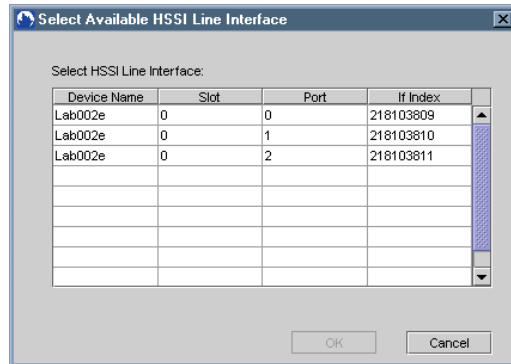 Select Available HSSI Line Interface
Select HSSI Line Interface:
Device Name Slot Port If Index
Lab002e 0 0 218103809
Lab002e 0 1 218103810
Lab002e 0 2 218103811
OK Cancel